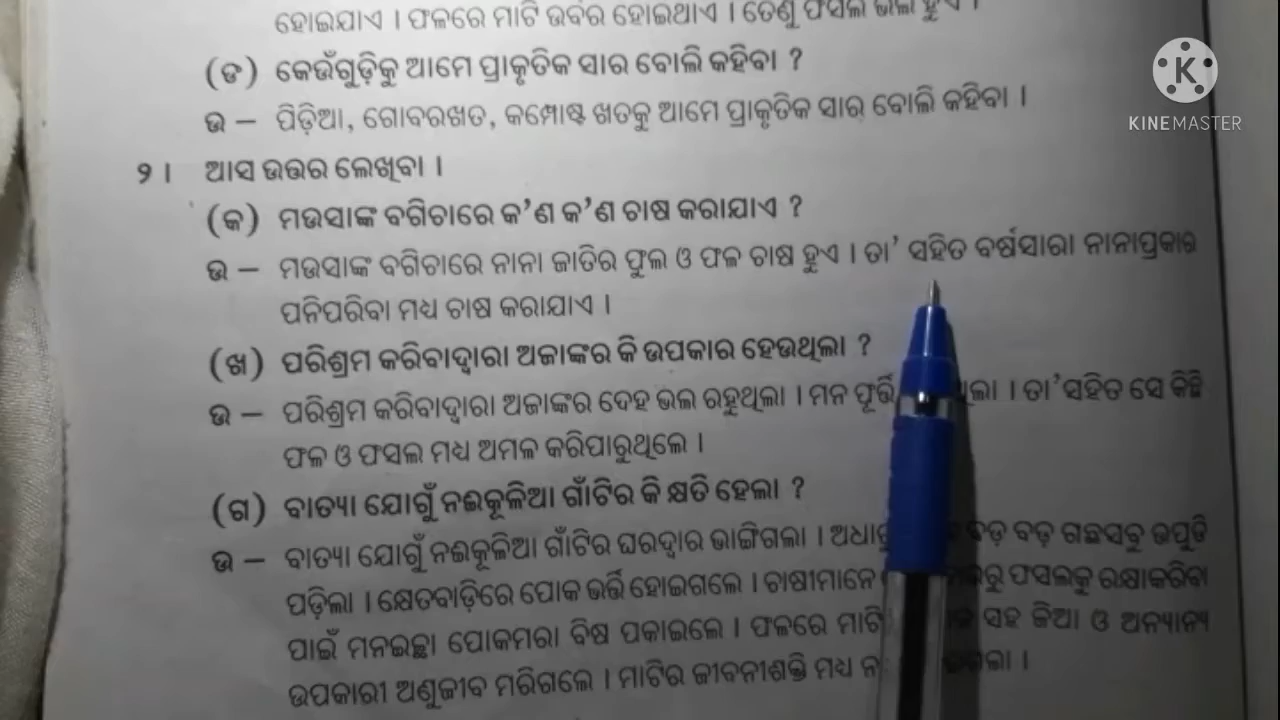 ହୋଇଯାଏ । ଫଳରେ ମାଟି ଉର୍ବର ହୋଇଥାଏ । ତେଣୁ ଫସଲ ଭଲ ହୁଏ ।
(ଙ) କେଉଁଗୁଡ଼ିକୁ ଆମେ ପ୍ରାକୃତିକ ସାର ବୋଲି କହିବା ?
ଉ – ପିଡ଼ିଆ, ଗୋବରଖତ, କମ୍ପୋଷ୍ଟ ଖତକୁ ଆମେ ପ୍ରାକୃତିକ ସାର ବୋଲି କହିବା ।
୨ । ଆସ ଉତ୍ତର ଲେଖିବା ।
(କ) ମଉସାଙ୍କ ବଗିଚାରେ କ’ଣ କ’ଣ ଚାଷ କରାଯାଏ ?
ଉ – ମଉସାଙ୍କ ବଗିଚାରେ ନାନା ଜାତିର ଫୁଲ ଓ ଫଳ ଚାଷ ହୁଏ । ତା’ ସହିତ ବର୍ଷସାରା ନାନାପ୍ରକାର
ପନିପରିବା ମଧ୍ୟ ଚାଷ କରାଯାଏ ।
(ଖ) ପରିଶ୍ରମ କରିବାଦ୍ୱାରା ଅଜାଙ୍କର କି ଉପକାର ହେଉଥିଲା ?
ଉ – ପରିଶ୍ରମ କରିବାଦ୍ୱାରା ଅଜାଙ୍କର ଦେହ ଭଲ ରହୁଥିଲା । ମନ । ତା’ସହିତ ସେ କିଛି
ଫଳ ଓ ଫସଲ ମଧ୍ୟ ଅମଳ କରିପାରୁଥିଲେ ।
(ଗ) ବାତ୍ୟା ଯୋଗୁଁ ନଈକୂଳିଆ ଗାଁଟିର କି କ୍ଷତି ହେଲା ?
ଉ – ବାତ୍ୟା ଯୋଗୁଁ ନଈକୂଳିଆ ଗାଁଟିର ଘରଦ୍ୱାର ଭାଙ୍ଗିଗଲା । ବଡ଼ ବଡ଼ ଗଛସବୁ ଉପୁଡି
ପଡ଼ିଲା । କ୍ଷେତବାଡ଼ିରେ ପୋକ ଭର୍ତ୍ତି ହୋଇଗଲେ । ଚାଷୀମାନେ ଫସଲକୁ ରକ୍ଷାକରିବା
ପାଇଁ ମନଇଚ୍ଛା ପୋକମରା ବିଷ ପକାଇଲେ । ଫଳରେ ସହ ଜିଆ ଓ ଅନ୍ୟାନ୍ୟ
ଉପକାରୀ ଅଣୁଜୀବ ମରିଗଲେ । ମାଟିର ଜୀବନୀଶକ୍ତି ମଧ୍ୟ ।
KINEMASTER